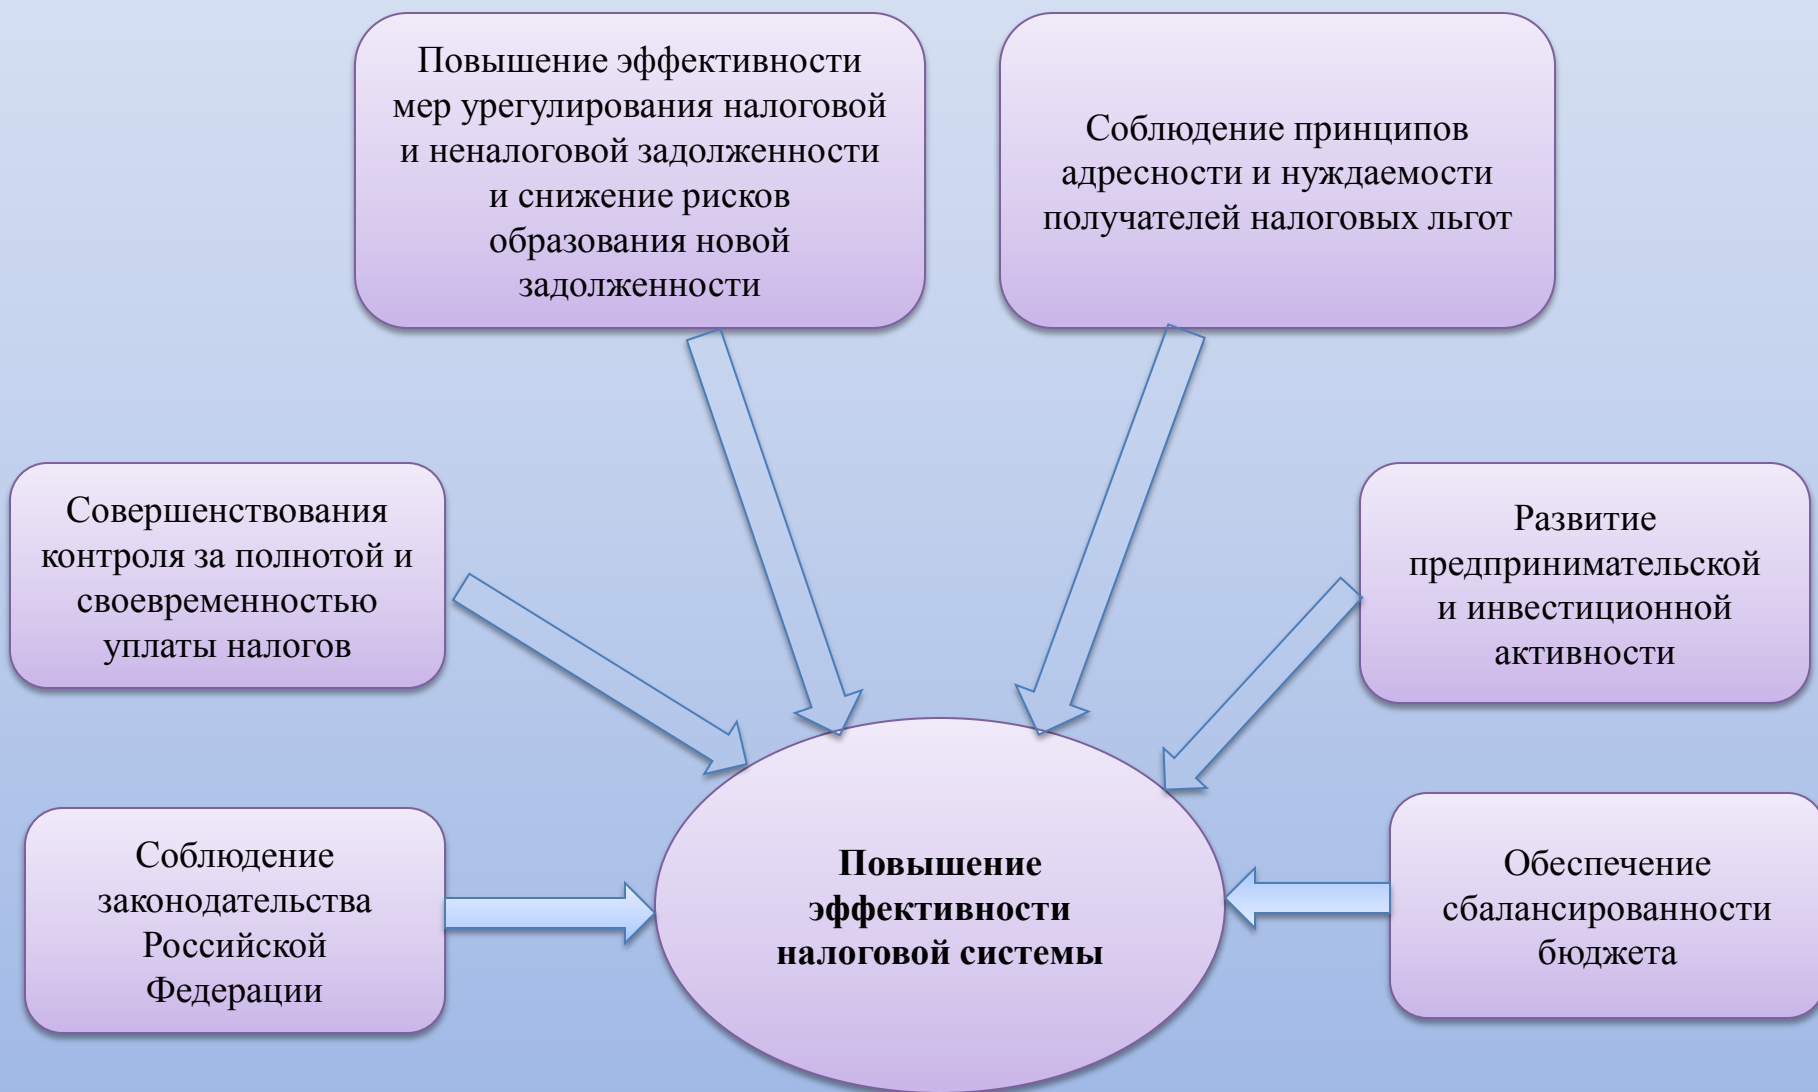 Повышение эффективности
мер урегулирования налоговой
и неналоговой задолженности
и снижение рисков
образования новой
задолженности
Соблюдение принципов
адресности и нуждаемости
получателей налоговых льгот
Совершенствования
контроля за полнотой и
своевременностью
уплаты налогов
Развитие
предпринимательской
и инвестиционной
активности
Соблюдение
законодательства
Российской
Федерации
Повышение
эффективности
налоговой системы
Обеспечение
сбалансированности
бюджета